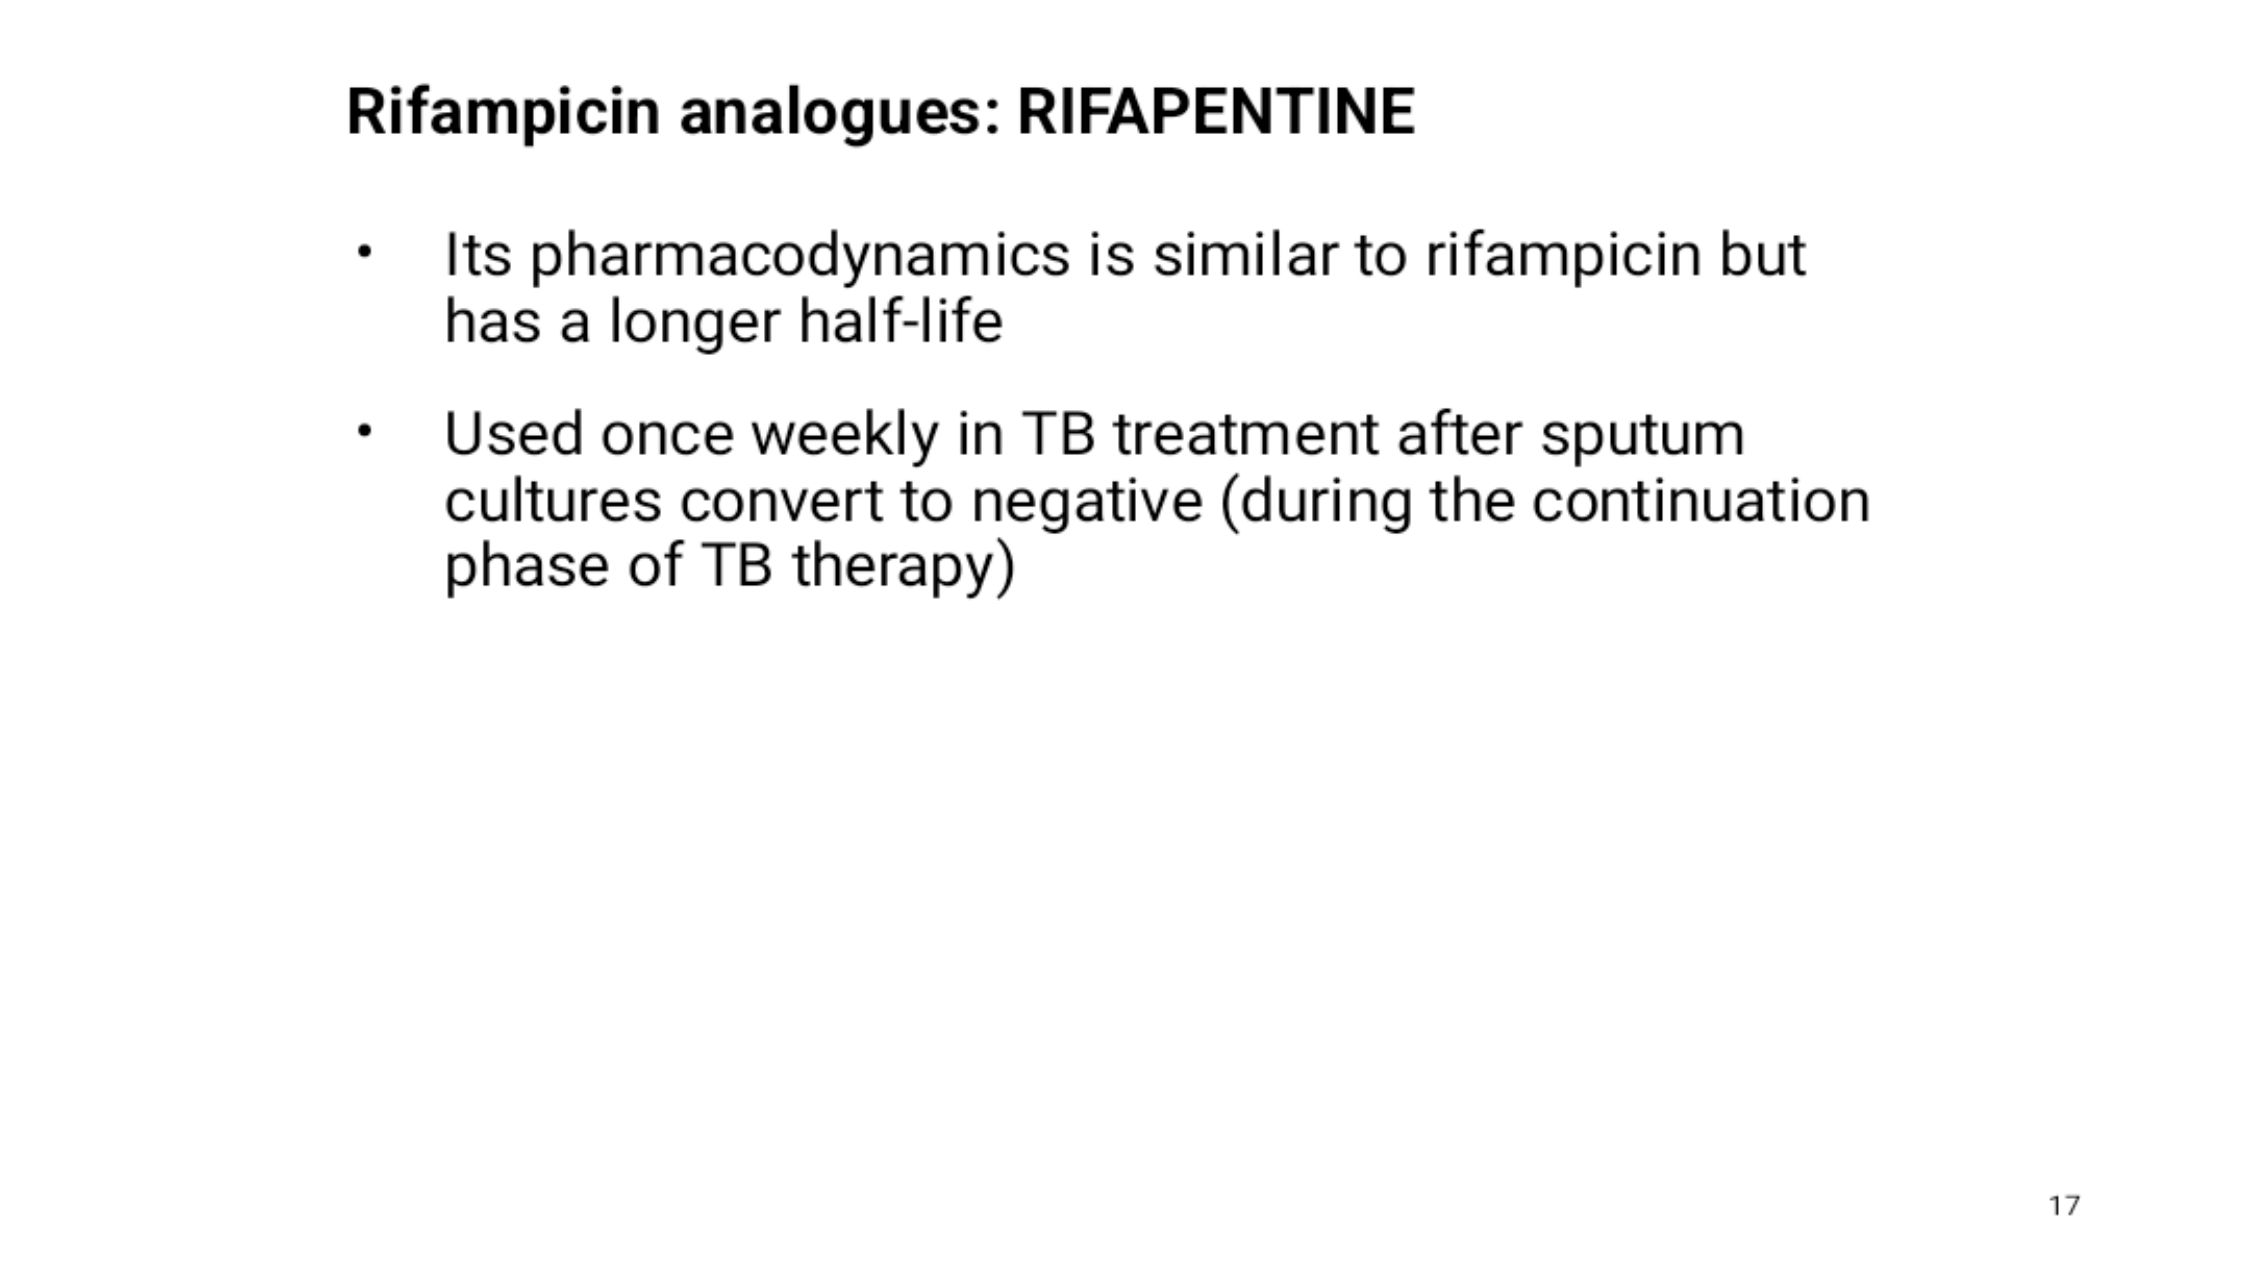 Rifampicin analogues: RIFAPENTINE
• Its pharmacodynamics is similar to rifampicin but
has a longer half-life
• Used once weekly in TB treatment after sputum
cultures convert to negative (during the continuation
phase of TB therapy)
17